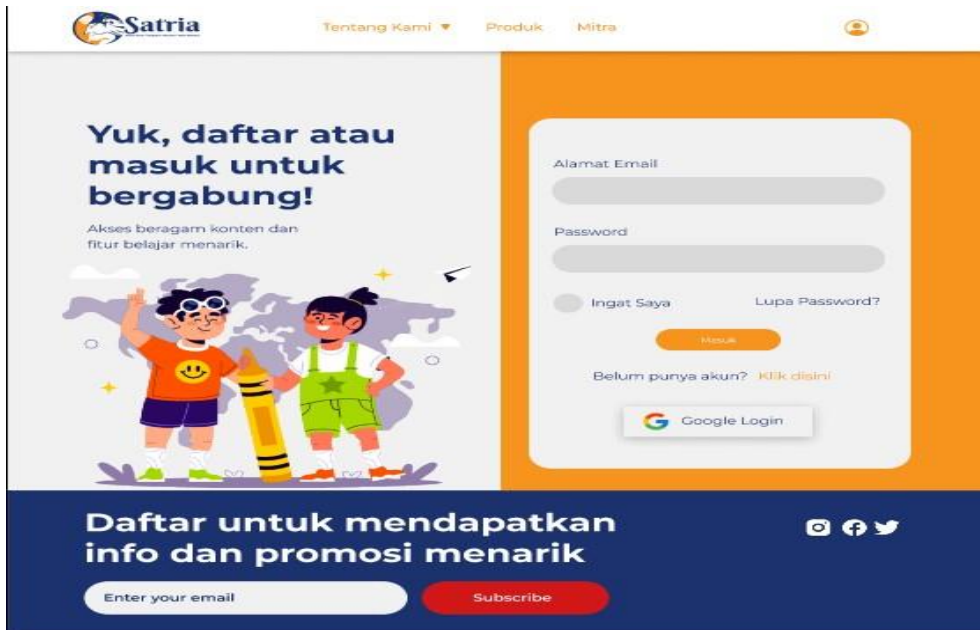 Satria
Tentang Kami ▼ Produk Mitra
Yuk, daftar atau
masuk untuk
bergabung!
Akses beragam konten dan
fitur belajar menarik.
Alamat Email
Password
Ingat Saya Lupa Password?
Masuk
Belum punya akun? Klik disini
Google Login
Daftar untuk mendapatkan
info dan promosi menarik
Enter your email Subscribe